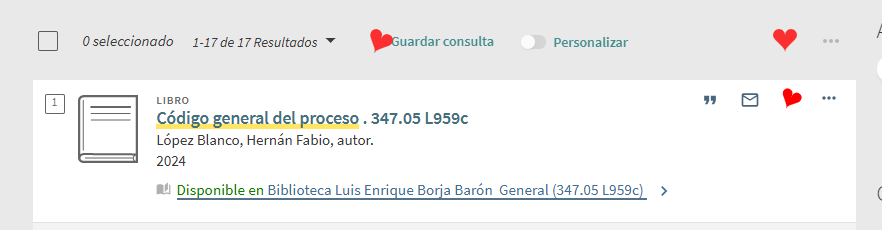 0 seleccionado 1-17 de 17 Resultados Guardar consulta Personalizar
1
LIBRO
Código general del proceso . 347.05 L959c
López Blanco, Hernán Fabio, autor.
2024
Disponible en Biblioteca Luis Enrique Borja Barón General (347.05 L959c)